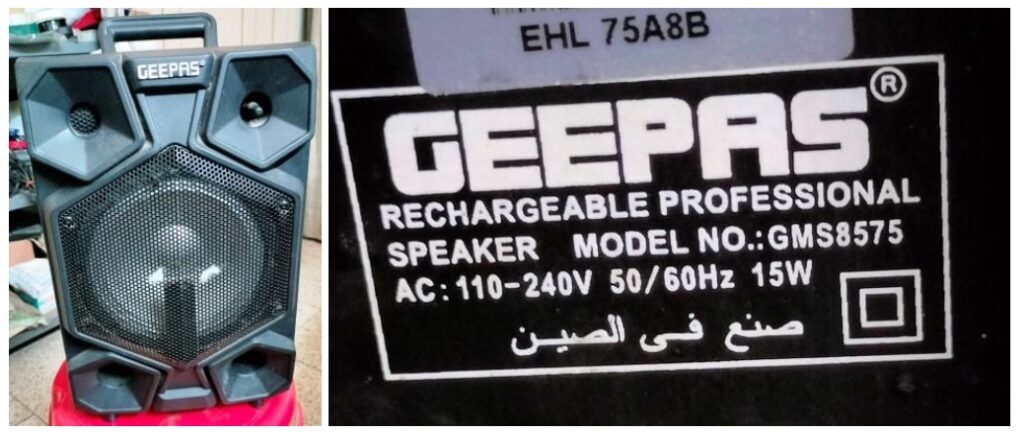 GEEPAS®
EHL 75A8B
GEEPAS®
RECHARGEABLE PROFESSIONAL
SPEAKER MODEL NO.:GMS8575
AC:110-240V 50/60Hz 15W
صنع فى الصين